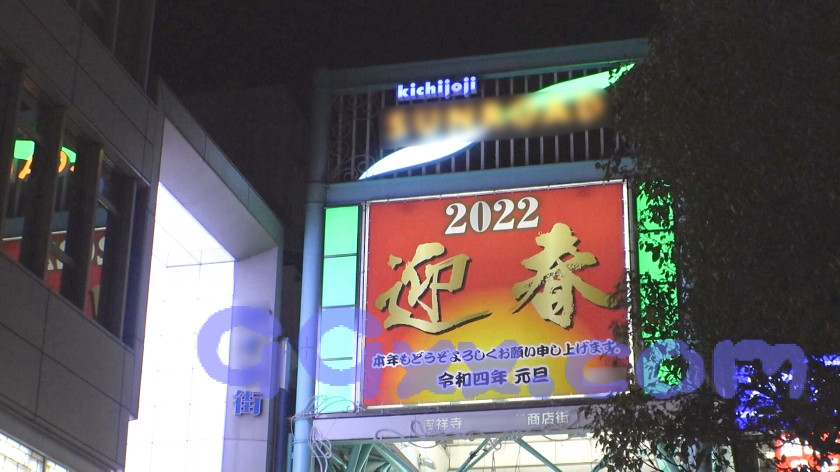 kichijoji
SUNROAD
2022
迎春
本年もどうぞよろしくお願い申し上げます。
令和四年 元旦
吉祥寺
商店街
街